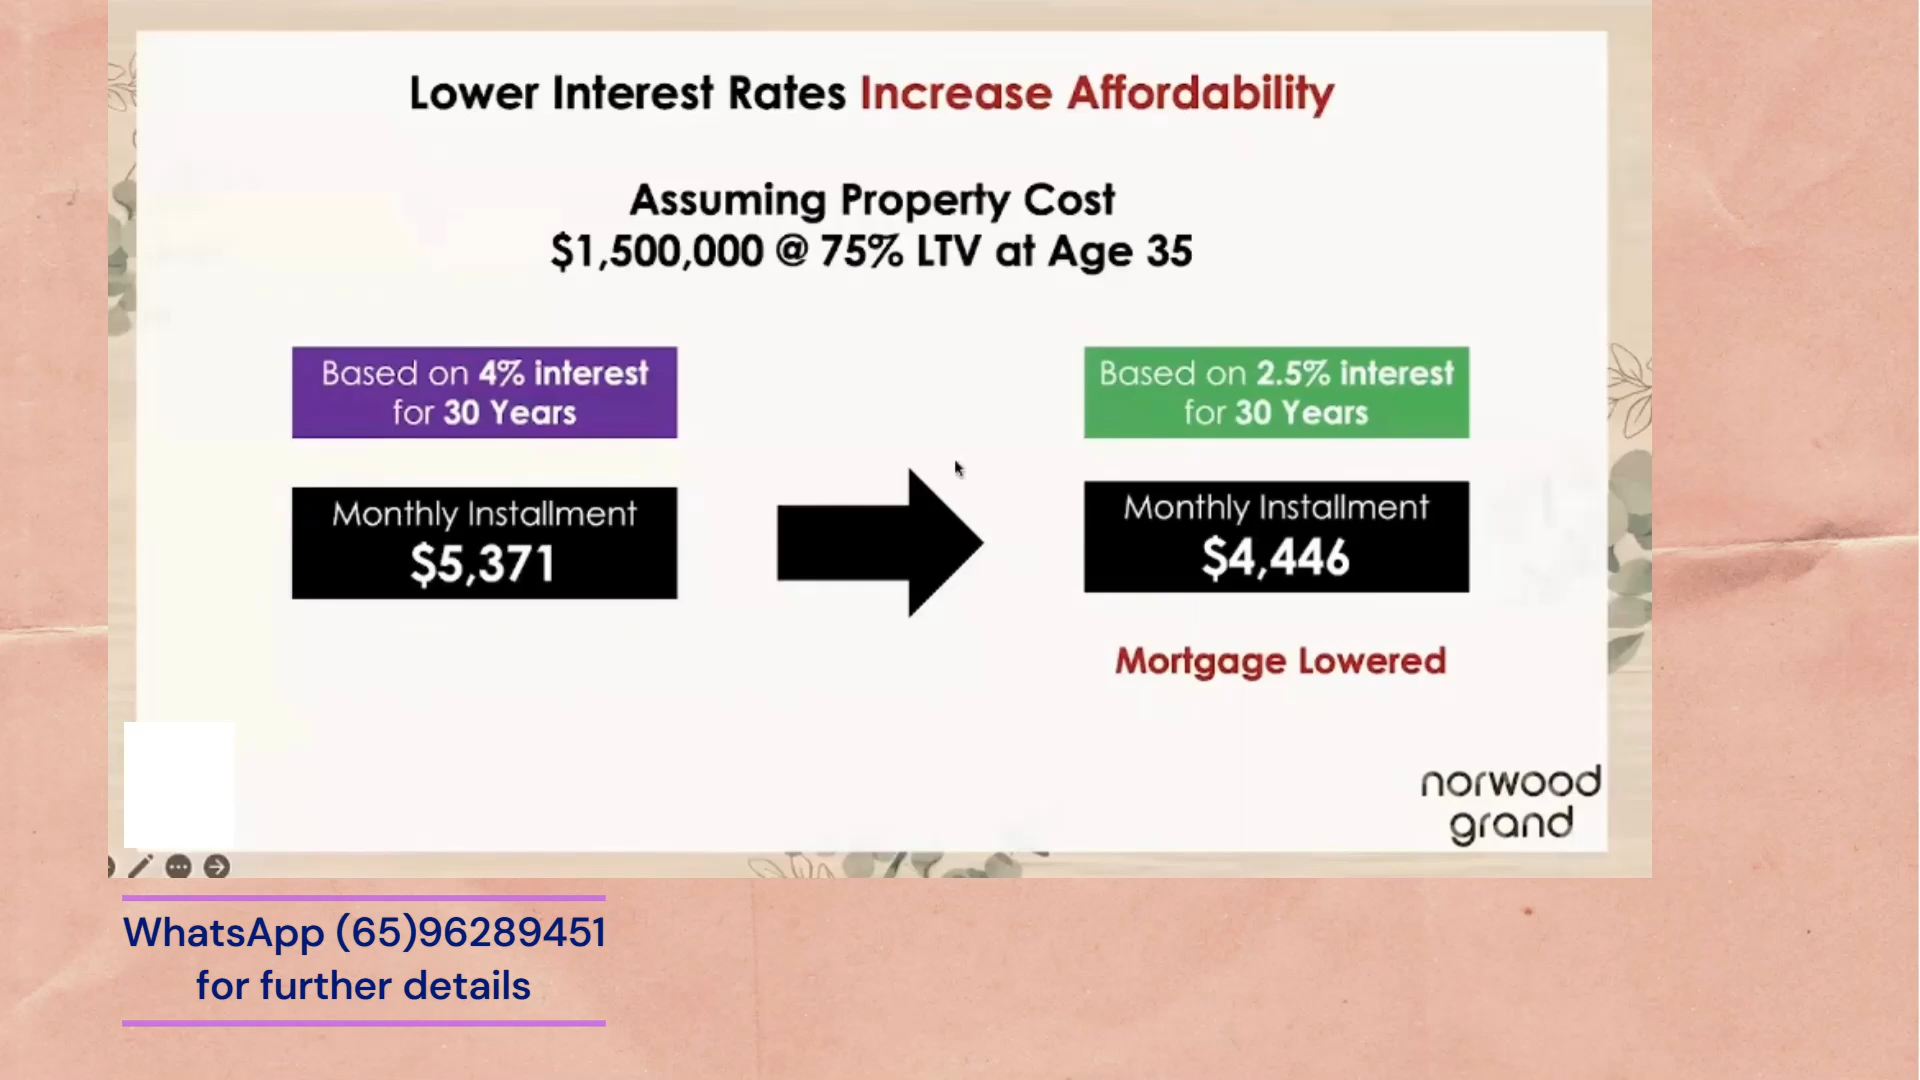 Lower Interest Rates Increase Affordability
Assuming Property Cost
$1,500,000 @ 75% LTV at Age 35
Based on 4% interest
for 30 Years
Monthly Installment
$5,371
Based on 2.5% interest
for 30 Years
Monthly Installment
$4,446
Mortgage Lowered
norwood
grand
WhatsApp (65)96289451
for further details